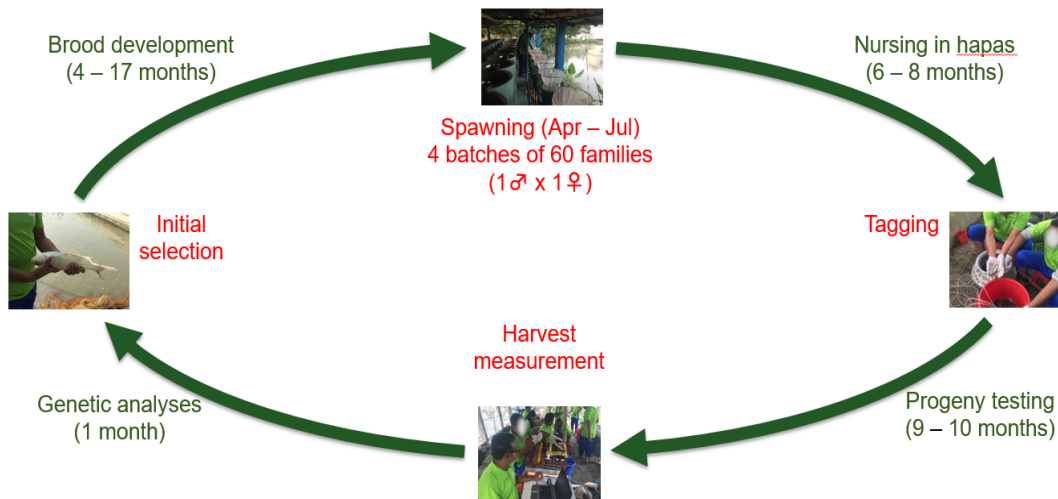 Brood development
(4 – 17 months)
Spawning (Apr – Jul)
4 batches of 60 families
(1♂ x 1♀)
Nursing in hapas
(6 – 8 months)
Initial
selection
Tagging
Harvest
measurement
Genetic analyses
(1 month)
Progeny testing
(9 – 10 months)